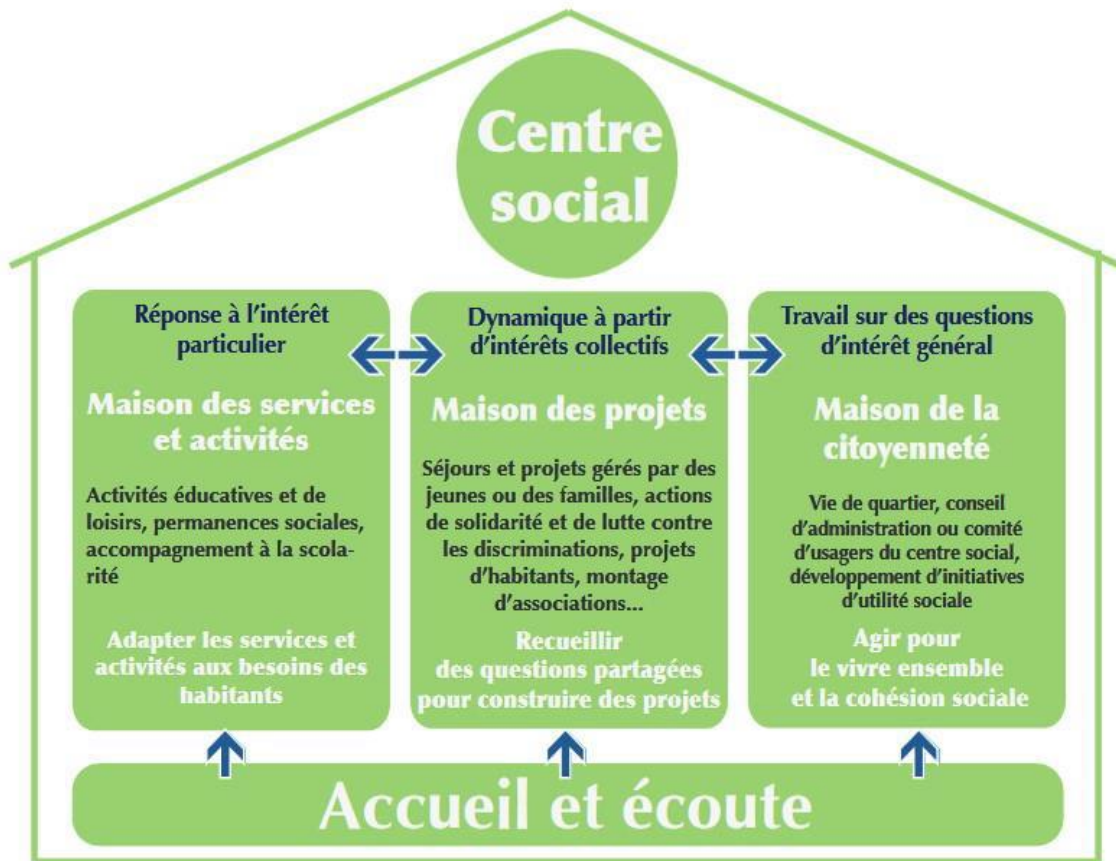 Centre
social
Réponse à l'intérêt
particulier
Maison des services
et activités
Activités éducatives et de
loisirs, permanences sociales,
accompagnement à la scola-
rité
Adapter les services et
activités aux besoins des
habitants
Dynamique à partir
d'intérêts collectifs
Maison des projets
Séjours et projets gérés par des
jeunes ou des familles, actions
de solidarité et de lutte contre
les discriminations, projets
d'habitants, montage
d'associations...
Recueillir
des questions partagées
pour construire des projets
Travail sur des questions
d'intérêt général
Maison de la
citoyenneté
Vie de quartier, conseil
d'administration ou comité
d'usagers du centre social,
développement d'initiatives
d'utilité sociale
Agir pour
le vivre ensemble
et la cohésion sociale
Accueil et écoute